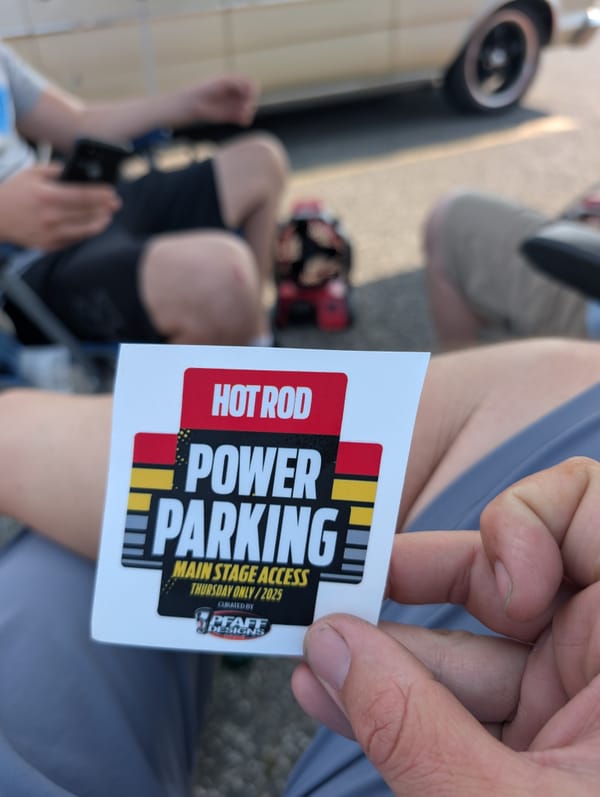 HOT ROD
POWER
PARKING
MAIN STAGE ACCESS
THURSDAY ONLY / 2025
CURATED BY
PFAFF
DESIGNS